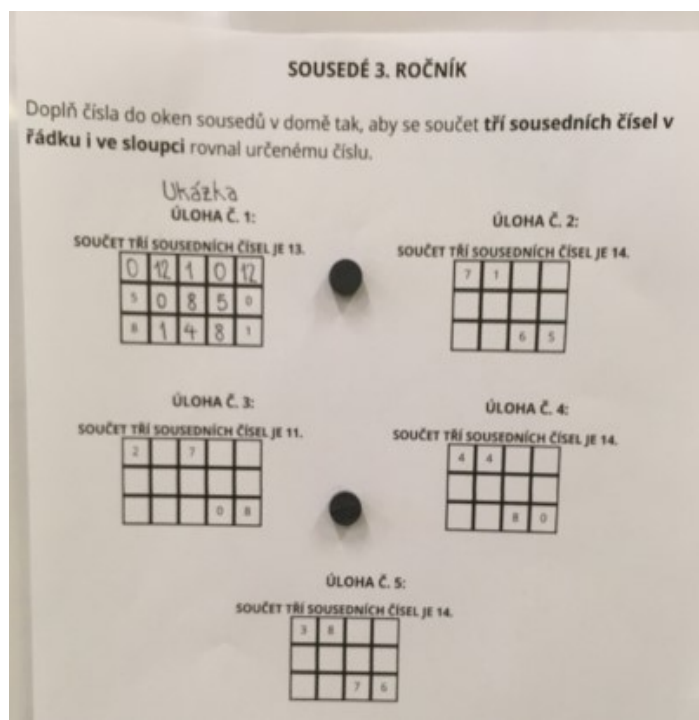 SOUSEDÉ 3. ROČNÍK
Doplň čísla do oken sousedů v domě tak, aby se součet tří sousedních čísel v
řádku i ve sloupci rovnal určenému číslu.
Ukázka
ÚLOHA Č. 1:
SOUČET TŘÍ SOUSEDNÍCH ČÍSEL JE 13.
0 12 1 0 12
5 0 8 5 0
8 1 4 8 1
ÚLOHA Č. 2:
SOUČET TŘÍ SOUSEDNÍCH ČÍSEL JE 14.
7 1
6 5
ÚLOHA Č. 3:
SOUČET TŘÍ SOUSEDNÍCH ČÍSEL JE 11.
2 7
0 8
ÚLOHA Č. 4:
SOUČET TŘÍ SOUSEDNÍCH ČÍSEL JE 14.
4 4
8 0
ÚLOHA Č. 5:
SOUČET TŘÍ SOUSEDNÍCH ČÍSEL JE 14.
3 8
7 6